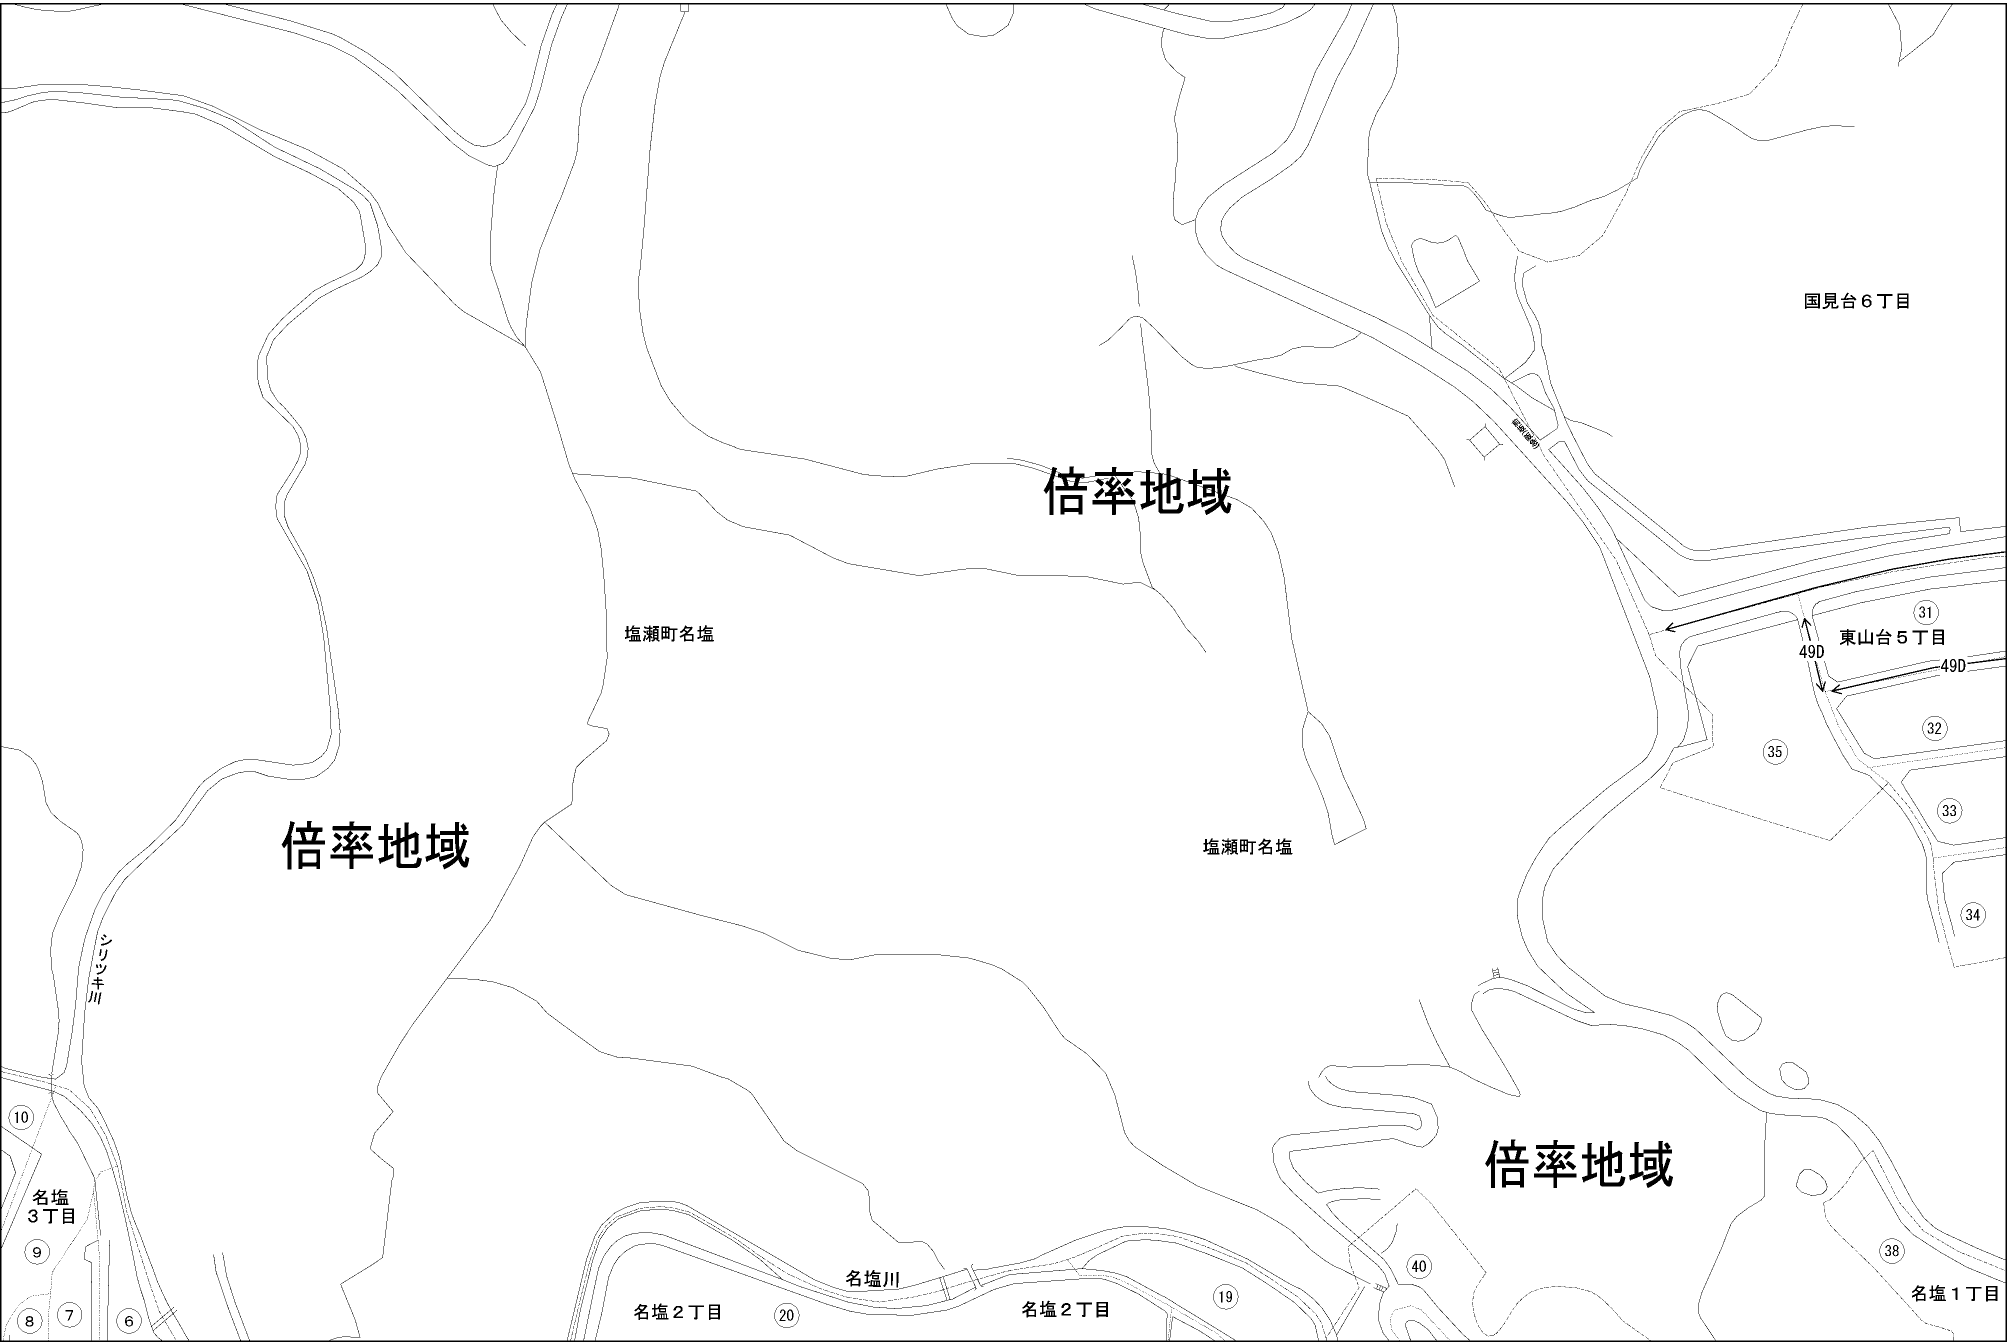 国見台６丁目
倍率地域
31
東山台５丁目
49D
49D
塩瀬町名塩
32
35
33
倍率地域
塩瀬町名塩
34
シリツキ川
10
倍率地域
名塩
３丁目
9
38
40
名塩川
名塩１丁目
19
名塩２丁目
名塩２丁目
20
8
7
6